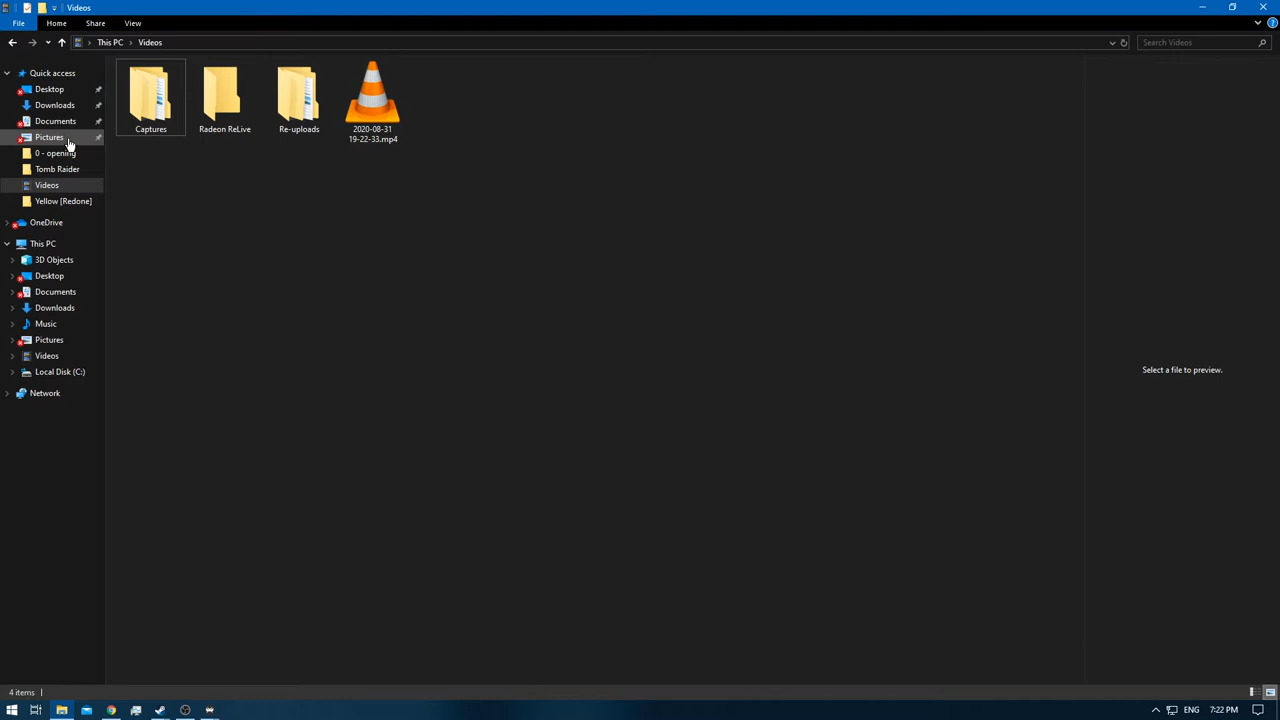 Videos
File Home Share View
This PC Videos
Search Videos
Quick access
Desktop
Downloads
Documents
Pictures
0 - opening
Tomb Raider
Videos
Yellow [Redone]
OneDrive
This PC
3D Objects
Desktop
Documents
Downloads
Music
Pictures
Videos
Local Disk (C:)
Network
Captures
Radeon ReLive
Re-uploads
2020-08-31
19-22-33.mp4
Select a file to preview.
4 items
ENG 7:22 PM